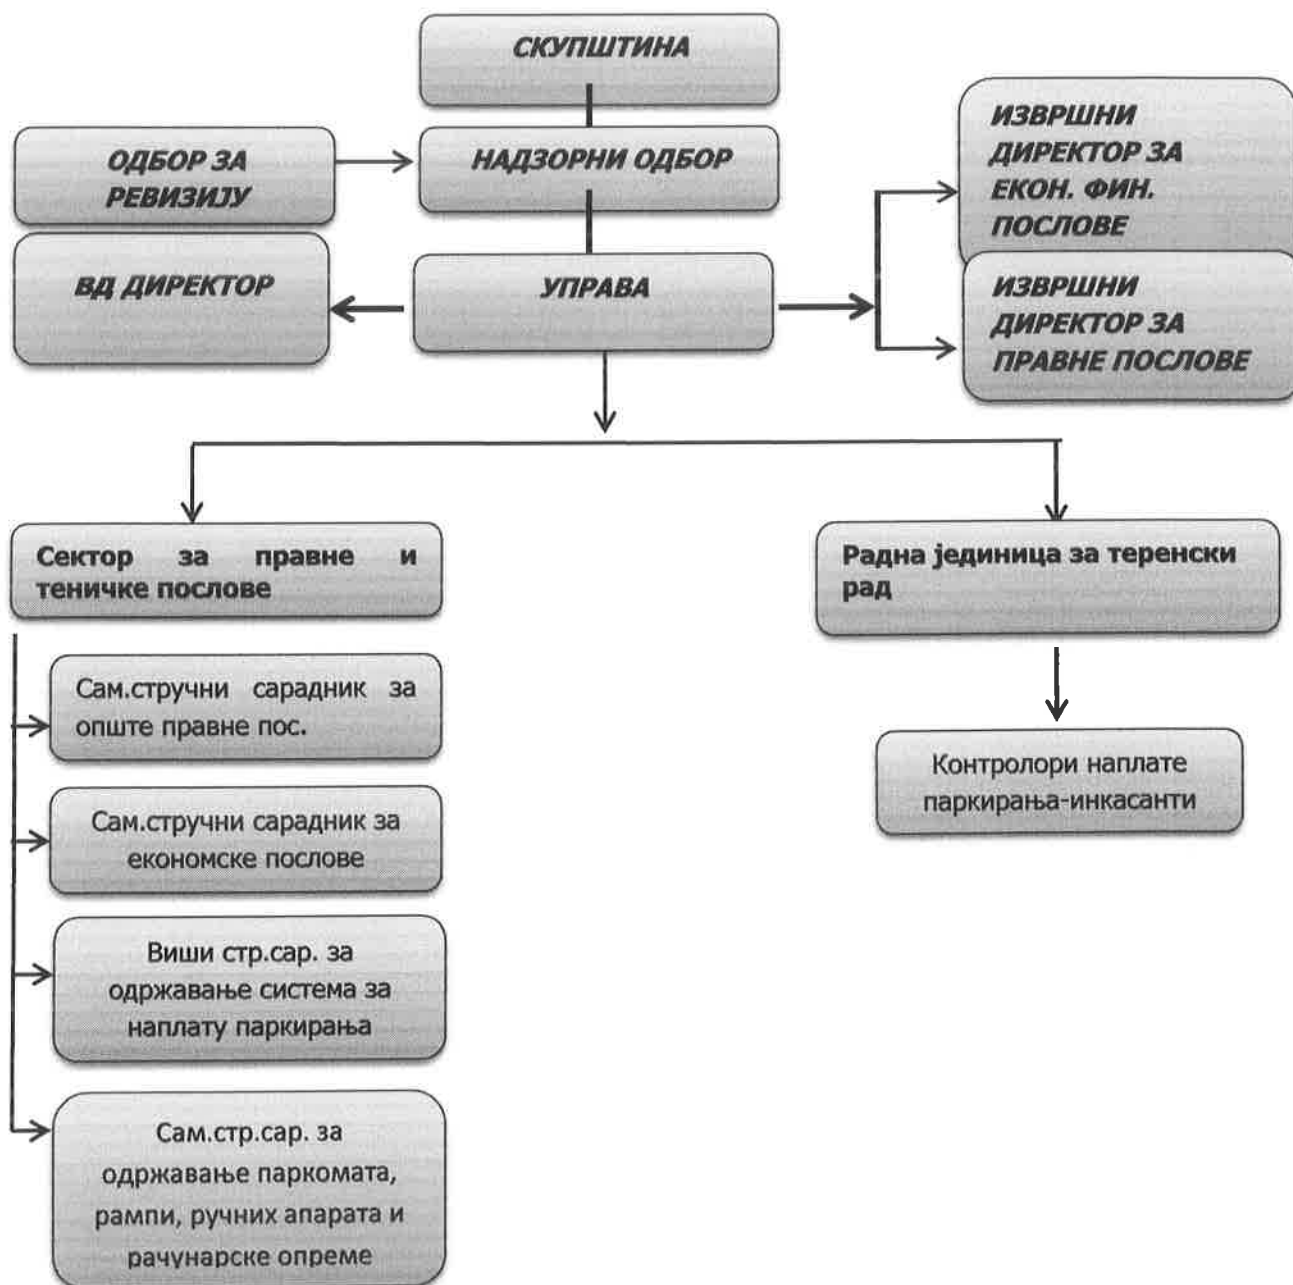 СКУПШТИНА
ОДБОР ЗА
РЕВИЗИЈУ
НАДЗОРНИ ОДБОР
ИЗВРШНИ
ДИРЕКТОР ЗА
ЕКОН. ФИН.
ПОСЛОВЕ
ВД ДИРЕКТОР
УПРАВА
ИЗВРШНИ
ДИРЕКТОР ЗА
ПРАВНЕ ПОСЛОВЕ
Сектор за правне и
теничке послове
Сам.стручни сарадник за
опште правне пос.
Сам.стручни сарадник за
економске послове
Виши стр.сар. за
одржавање система за
наплату паркирања
Сам.стр.сар. за
одржавање паркомата,
рампи, ручних апарата и
рачунарске опреме
Радна јединица за теренски
рад
Контролори наплате
паркирања-инкасанти